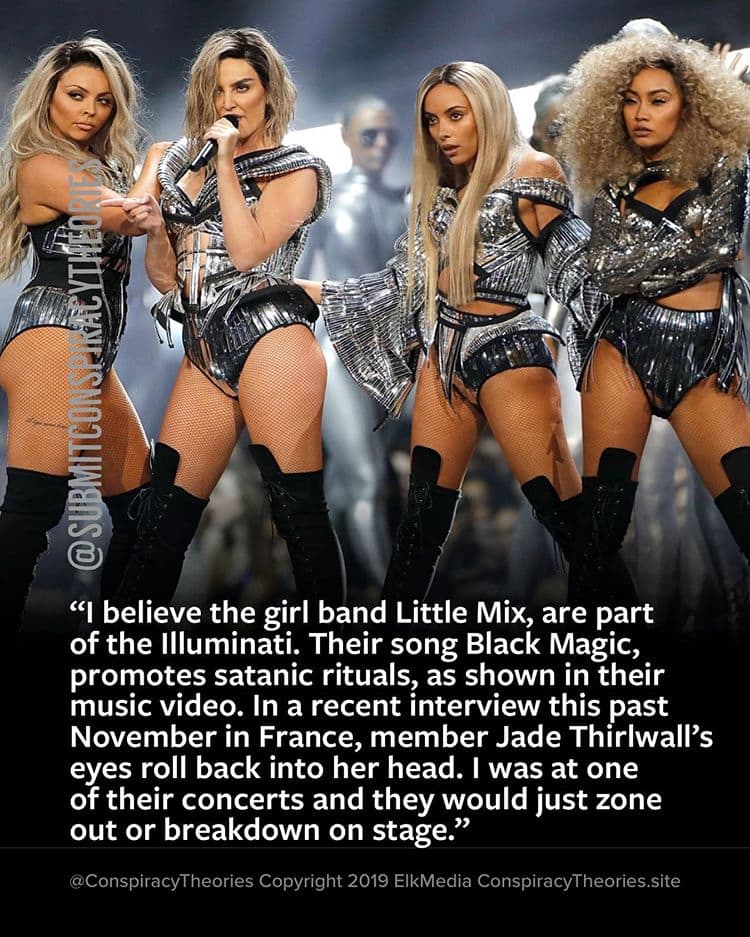 @SUBMITCONSPIRACYTHEORIES
“I believe the girl band Little Mix, are part
of the Illuminati. Their song Black Magic,
promotes satanic rituals, as shown in their
music video. In a recent interview this past
November in France, member Jade Thirlwall’s
eyes roll back into her head. I was at one
of their concerts and they would just zone
out or breakdown on stage.”
@ConspiracyTheories Copyright 2019 ElkMedia ConspiracyTheories.site